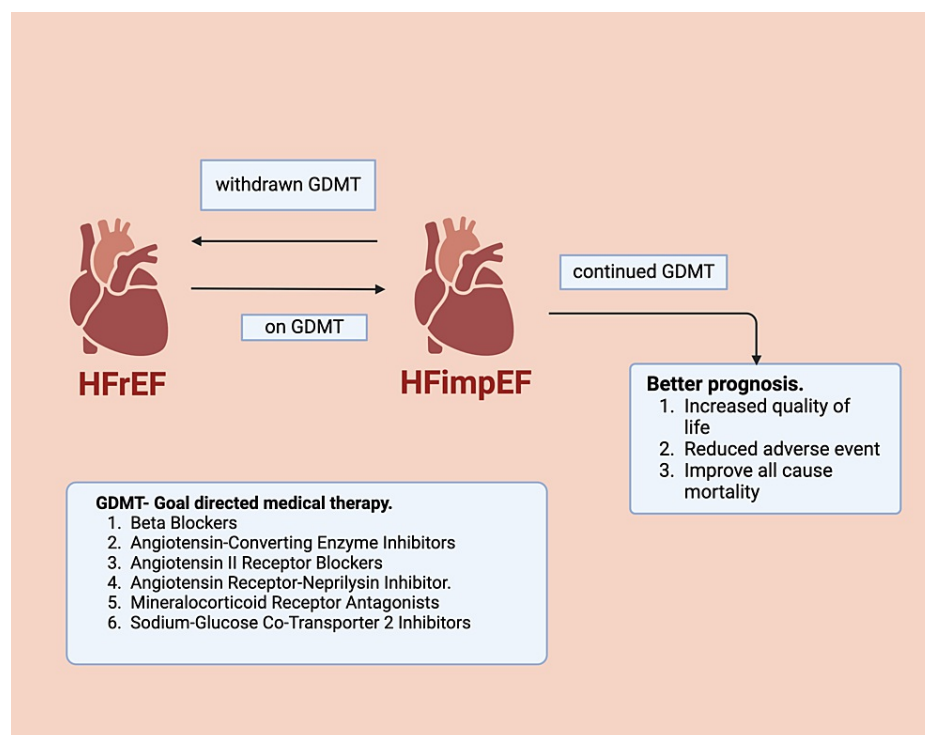 withdrawn GDMT
on GDMT
HFrEF
HFimpEF
continued GDMT
Better prognosis.
1. Increased quality of
life
2. Reduced adverse event
3. Improve all cause
mortality
GDMT- Goal directed medical therapy.
1. Beta Blockers
2. Angiotensin-Converting Enzyme Inhibitors
3. Angiotensin II Receptor Blockers
4. Angiotensin Receptor-Neprilysin Inhibitor.
5. Mineralocorticoid Receptor Antagonists
6. Sodium-Glucose Co-Transporter 2 Inhibitors